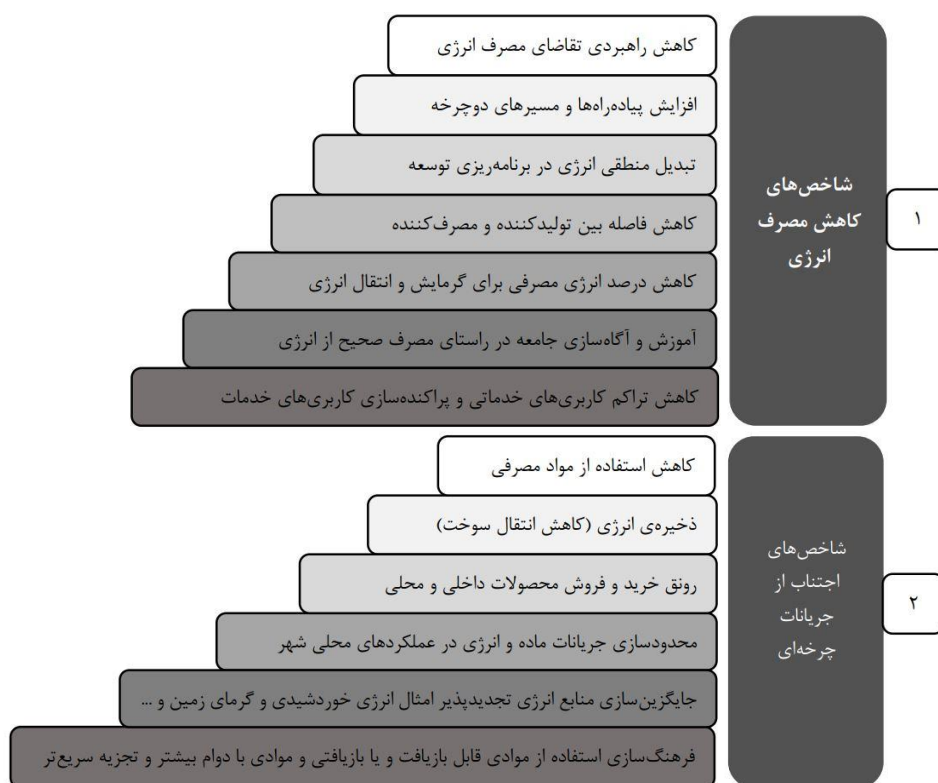 ۱
شاخص‌های
کاهش مصرف
انرژی
کاهش راهبردی تقاضای مصرف انرژی
افزایش پیاده‌راه‌ها و مسیرهای دوچرخه
تبدیل منطقی انرژی در برنامه‌ریزی توسعه
کاهش فاصله بین تولیدکننده و مصرف‌کننده
کاهش درصد انرژی مصرفی برای گرمایش و انتقال انرژی
آموزش و آگاه‌سازی جامعه در راستای مصرف صحیح از انرژی
کاهش تراکم کاربری‌های خدماتی و پراکنده‌سازی کاربری‌های خدمات
۲
شاخص‌های
اجتناب از
جریانات
چرخه‌ای
کاهش استفاده از مواد مصرفی
ذخیره‌ی انرژی (کاهش انتقال سوخت)
رونق خرید و فروش محصولات داخلی و محلی
محدودسازی جریانات ماده و انرژی در عملکردهای محلی شهر
جایگزین‌سازی منابع انرژی تجدیدپذیر امثال انرژی خوردشیدی و گرمای زمین و ...
فرهنگ‌سازی استفاده از موادی قابل بازیافت و یا بازیافتی و موادی با دوام بیشتر و تجزیه سریع‌تر